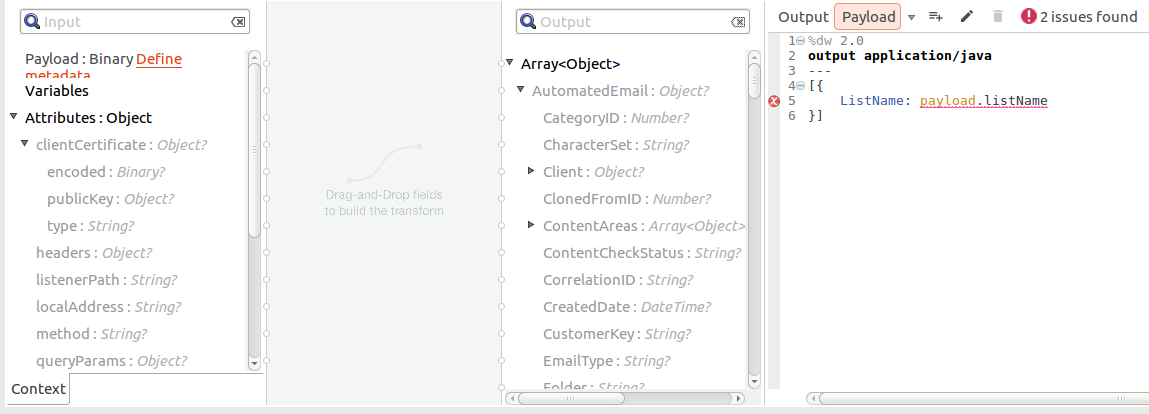 Input
Payload : Binary Define
metadata
Variables
Attributes : Object
clientCertificate : Object?
encoded : Binary?
publicKey : Object?
type : String?
headers : Object?
listenerPath : String?
localAddress : String?
method : String?
queryParams : Object?
Context
Drag-and-Drop fields
to build the transform
Output
Array<Object>
AutomatedEmail : Object?
CategoryID : Number?
CharacterSet : String?
Client : Object?
ClonedFromID : Number?
ContentAreas : Array<Object>
ContentCheckStatus : String?
CorrelationID : String?
CreatedDate : DateTime?
CustomerKey : String?
EmailType : String?
Folder : String?
Output Payload 2 issues found
1 %dw 2.0
2 output application/java
3 ---
4 [{
5 ListName: payload.listName
6 }]